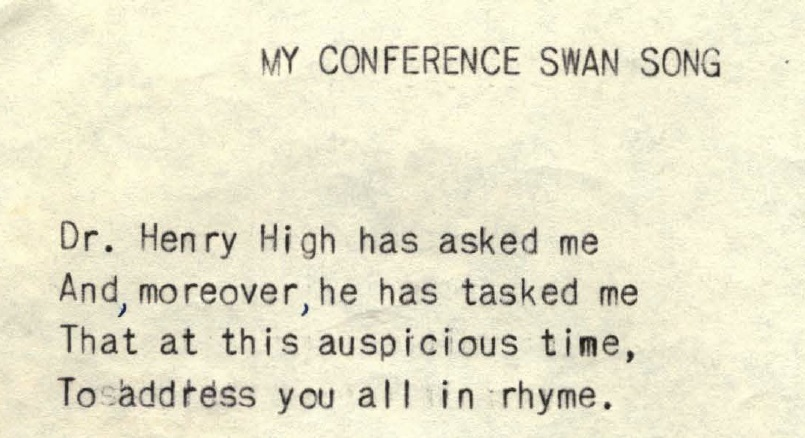 MY CONFERENCE SWAN SONG
Dr. Henry High has asked me
And, moreover, he has tasked me
That at this auspicious time,
To address you all in rhyme.